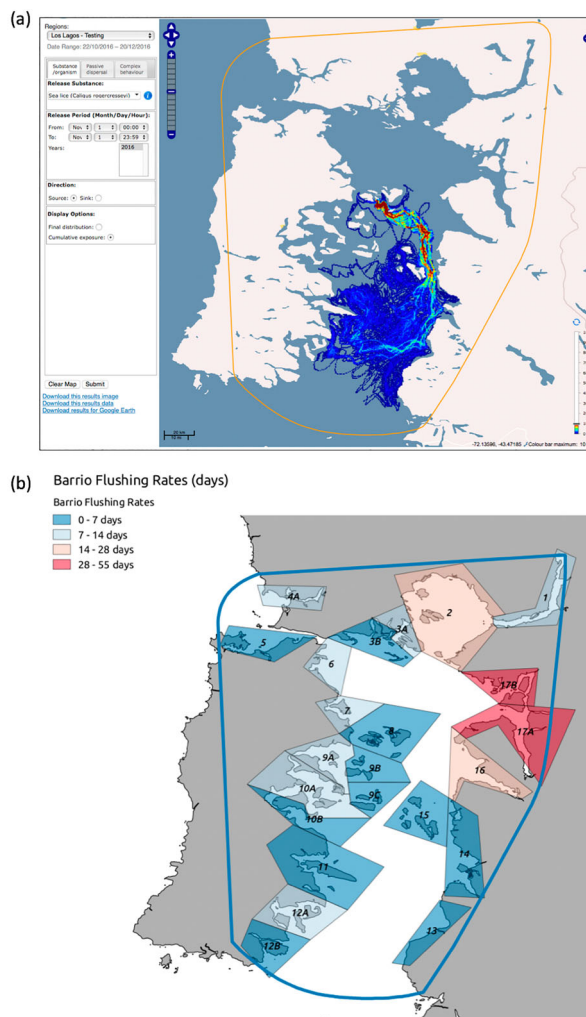 (a)
Regions:
Los Lagos - Testing
Date Range: 22/10/2016 – 20/12/2016
Substance /organism
Passive dispersal
Complex behaviour
Release Substance:
Sea lice (Caligus rogercresseyi)
Release Period (Month/Day/Hour):
From: Nov 1 00:00
To: Nov 1 23:59
Years: 2016
Direction:
Source: Sink:
Display Options:
Final distribution:
Cumulative exposure:
Clear Map Submit
Download this results image
Download this results data
Download results for Google Earth
20 km
10 mi
-72.13596, -43.47185
Colour bar maximum: 10
(b) Barrio Flushing Rates (days)
Barrio Flushing Rates
0 - 7 days
7 - 14 days
14 - 28 days
28 - 55 days
1
4A
2
3A
3B
5
6
17B
7
17A
8
9A
9B
16
10A
9C
10B
15
14
11
12A
13
12B